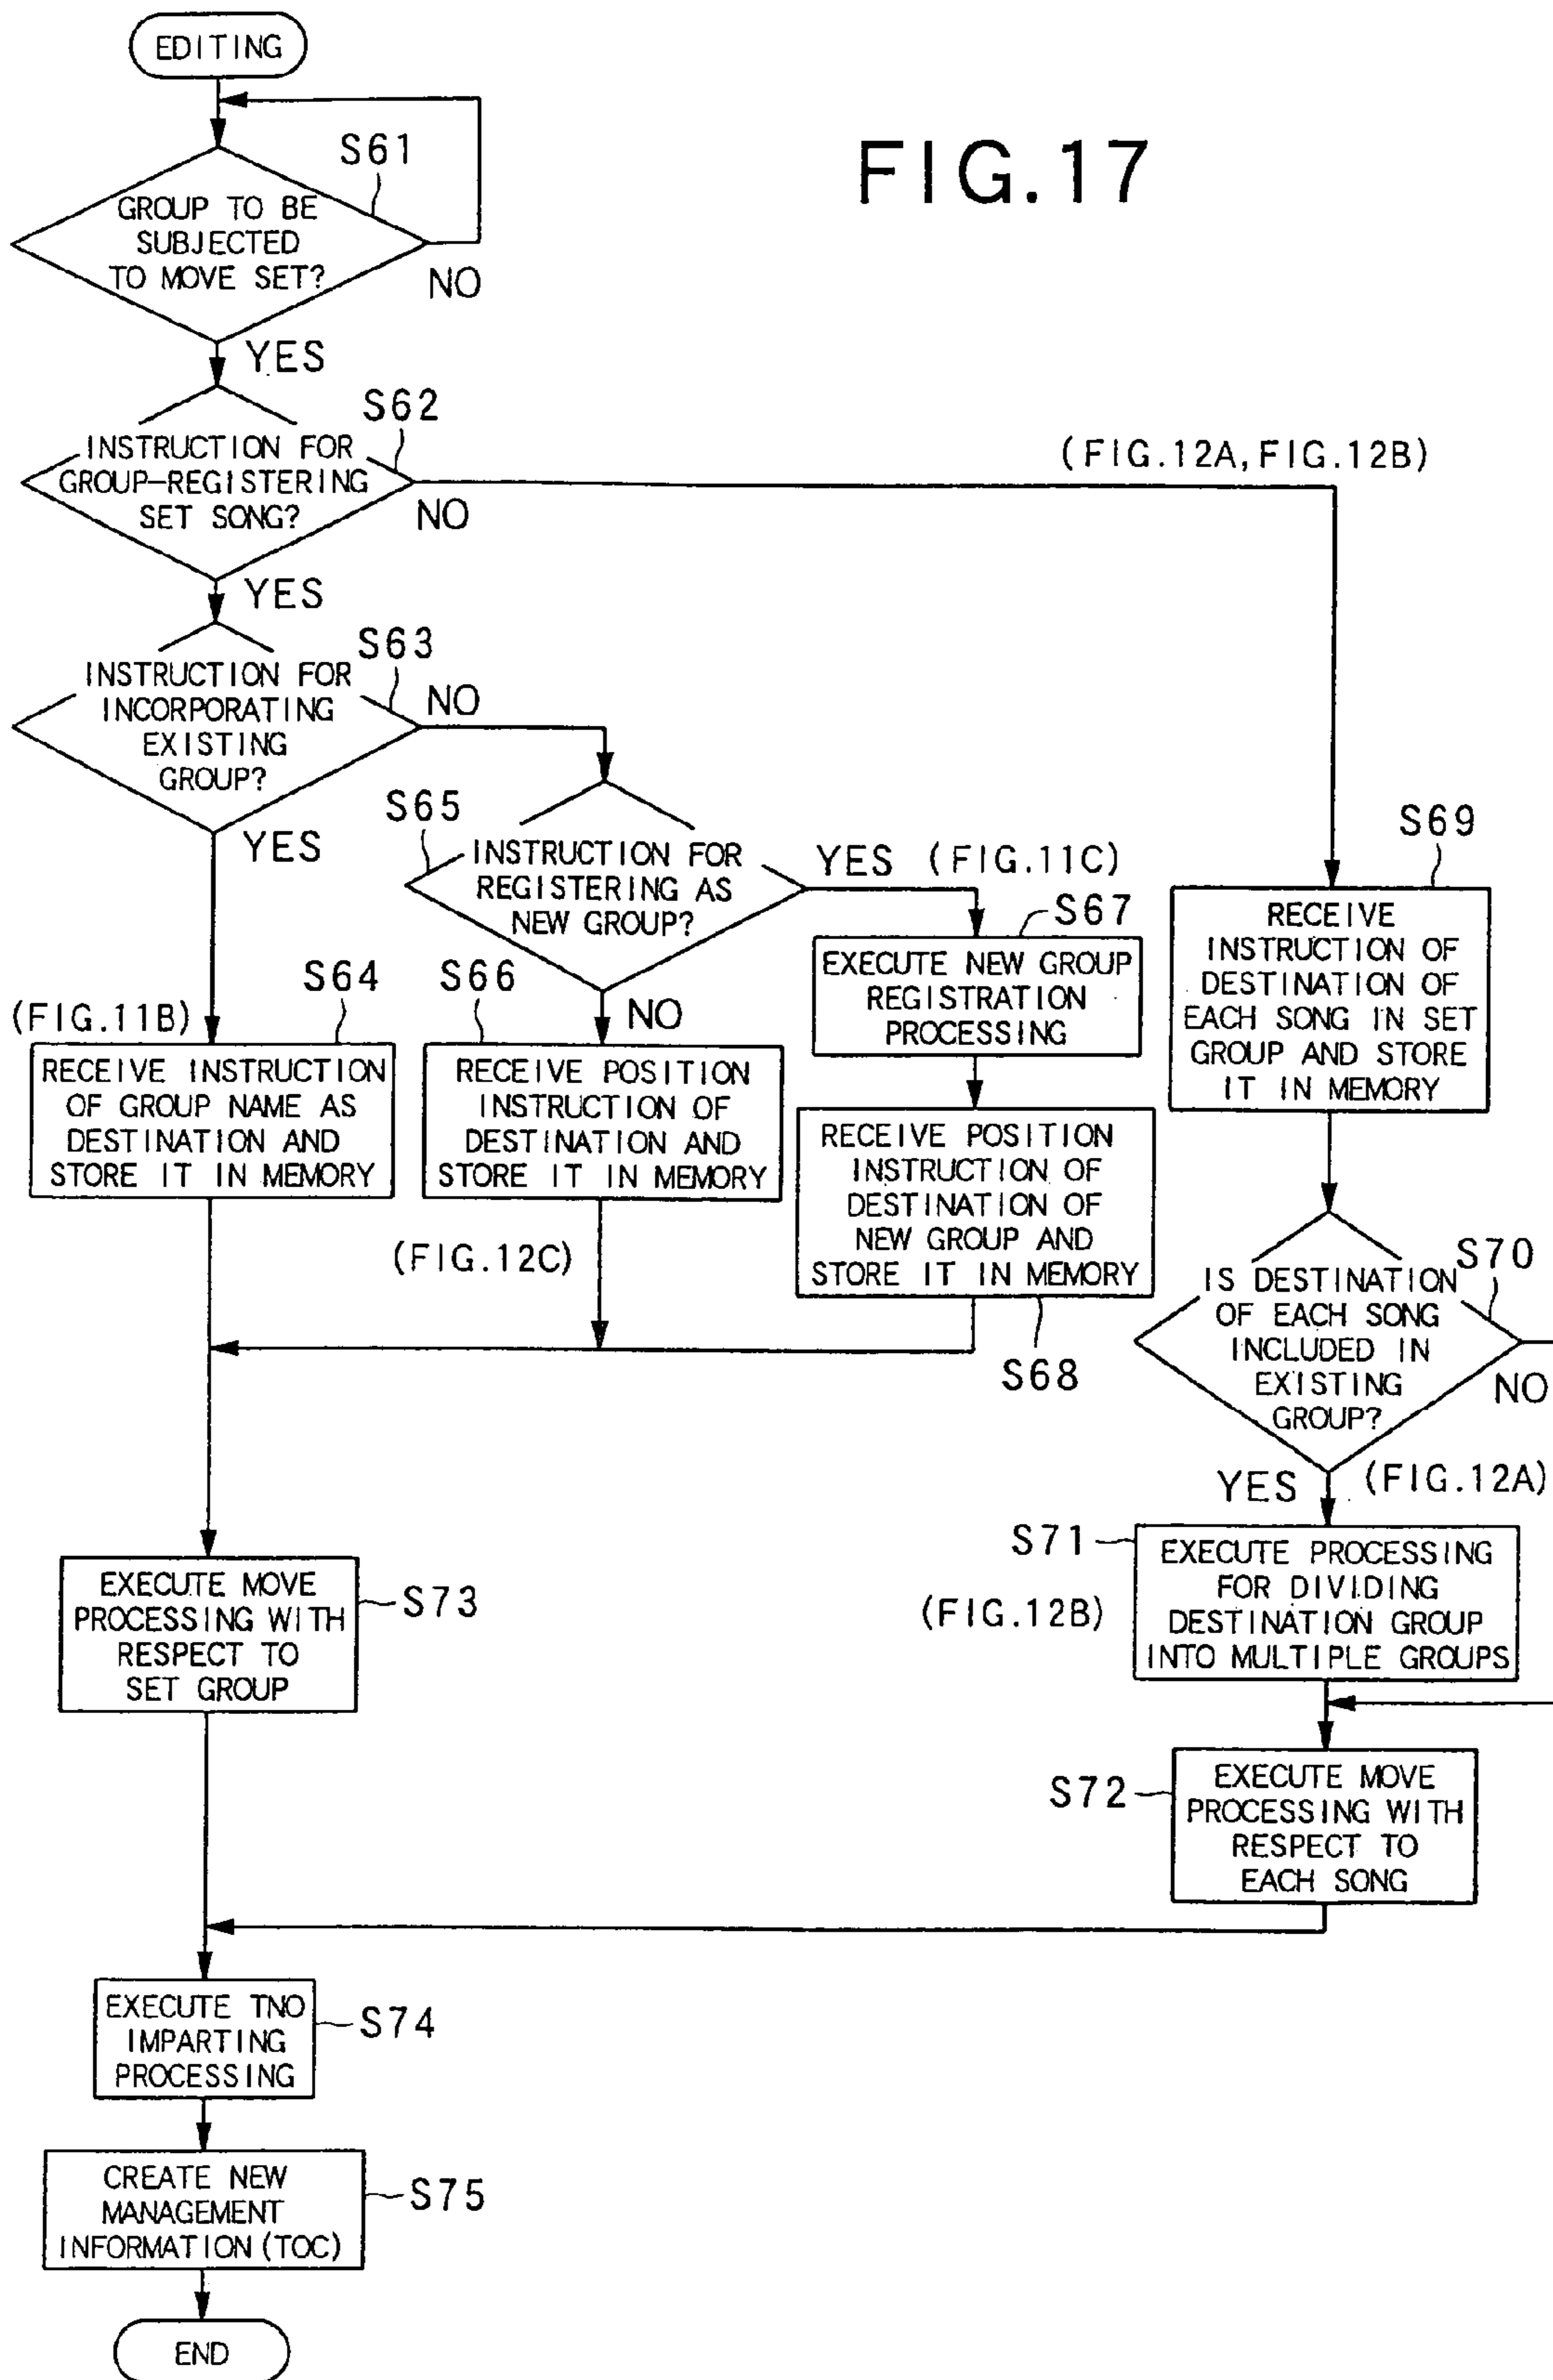 EDITING
FIG.17
S61
GROUP TO BE
SUBJECTED
TO MOVE SET?
NO
YES
S62
INSTRUCTION FOR
GROUP-REGISTERING
SET SONG?
NO
(FIG.12A, FIG.12B)
YES
S63
INSTRUCTION FOR
INCORPORATING
EXISTING
GROUP?
NO
YES
S65
INSTRUCTION FOR
REGISTERING AS
NEW GROUP?
YES (FIG.11C)
NO
S67
EXECUTE NEW GROUP
REGISTRATION
PROCESSING
S69
RECEIVE
INSTRUCTION OF
DESTINATION OF
EACH SONG IN SET
GROUP AND STORE
IT IN MEMORY
(FIG.11B)
S64
RECEIVE INSTRUCTION
OF GROUP NAME AS
DESTINATION AND
STORE IT IN MEMORY
S66
RECEIVE POSITION
INSTRUCTION OF
DESTINATION AND
STORE IT IN MEMORY
(FIG.12C)
RECEIVE POSITION
INSTRUCTION OF
DESTINATION OF
NEW GROUP AND
STORE IT IN MEMORY
S68
S70
IS DESTINATION
OF EACH SONG
INCLUDED IN
EXISTING
GROUP?
NO
YES
(FIG.12A)
S71
(FIG.12B)
EXECUTE PROCESSING
FOR DIVIDING
DESTINATION GROUP
INTO MULTIPLE GROUPS
EXECUTE MOVE
PROCESSING WITH
RESPECT TO
SET GROUP
S73
S72
EXECUTE MOVE
PROCESSING WITH
RESPECT TO
EACH SONG
EXECUTE TNO
IMPARTING
PROCESSING
S74
CREATE NEW
MANAGEMENT
INFORMATION (TOC)
S75
END